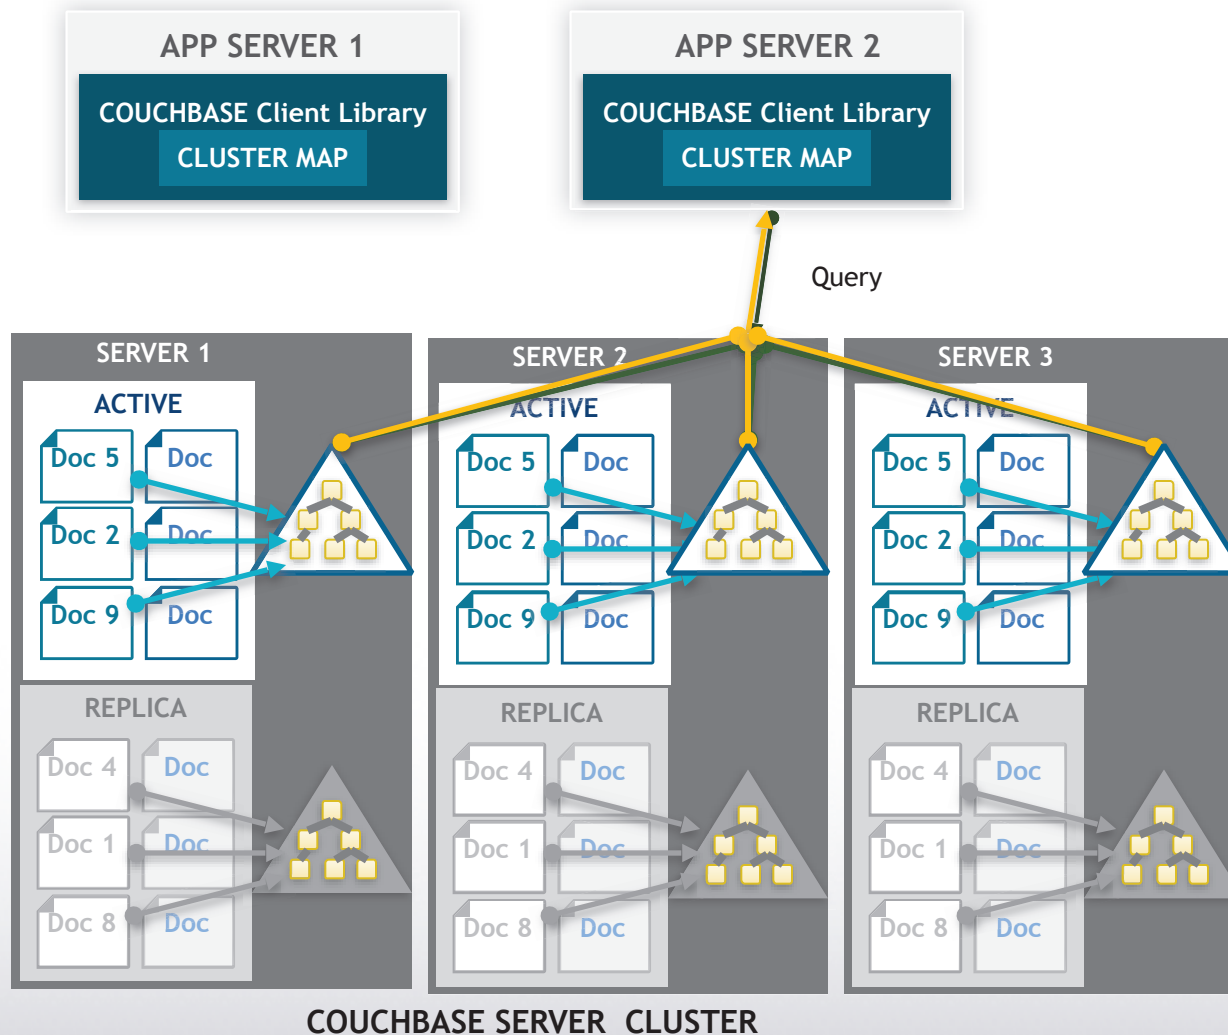 APP SERVER 1
COUCHBASE Client Library
CLUSTER MAP
APP SERVER 2
COUCHBASE Client Library
CLUSTER MAP
Query
SERVER 1
ACTIVE
Doc 5 Doc
Doc 2 Doc
Doc 9 Doc
REPLICA
Doc 4 Doc
Doc 1 Doc
Doc 8 Doc
SERVER 2
ACTIVE
Doc 5 Doc
Doc 2 Doc
Doc 9 Doc
REPLICA
Doc 4 Doc
Doc 1 Doc
Doc 8 Doc
SERVER 3
ACTIVE
Doc 5 Doc
Doc 2 Doc
Doc 9 Doc
REPLICA
Doc 4 Doc
Doc 1 Doc
Doc 8 Doc
COUCHBASE SERVER CLUSTER